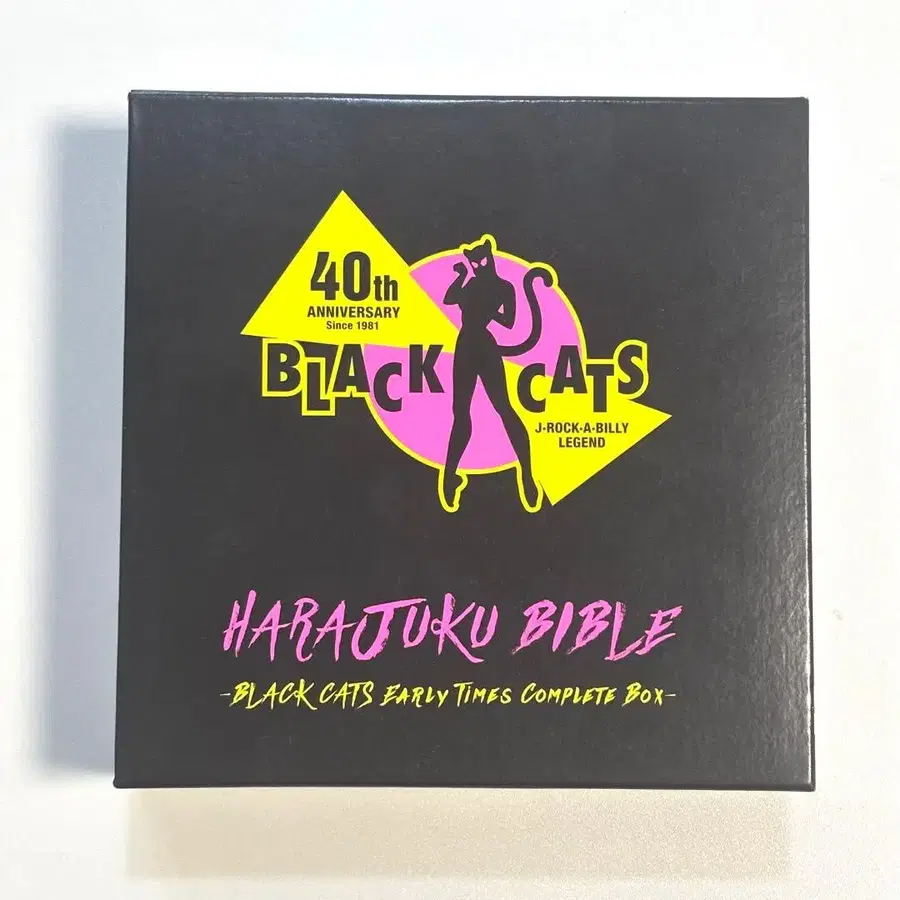 40th
ANNIVERSARY
Since 1981
BLACK CATS
J-ROCK-A-BILLY
LEGEND
HARAJUKU BIBLE
-BLACK CATS EARLY TIMES COMPLETE BOX-